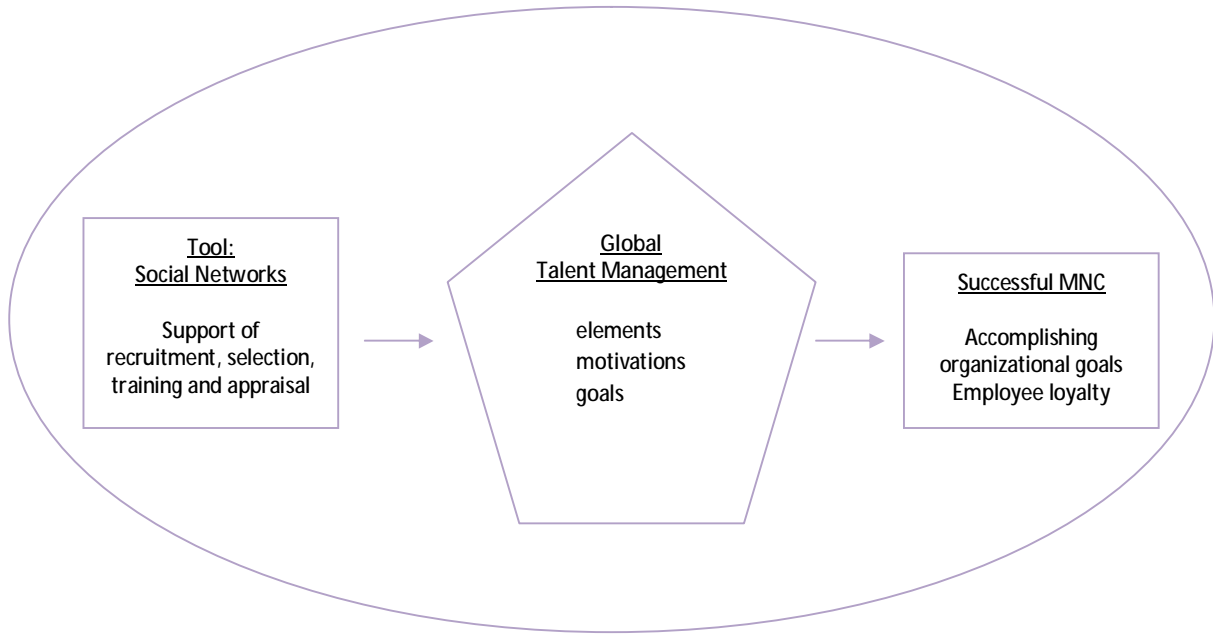 Tool:
Social Networks
Support of
recruitment, selection,
training and appraisal
Global
Talent Management
elements
motivations
goals
Successful MNC
Accomplishing
organizational goals
Employee loyalty